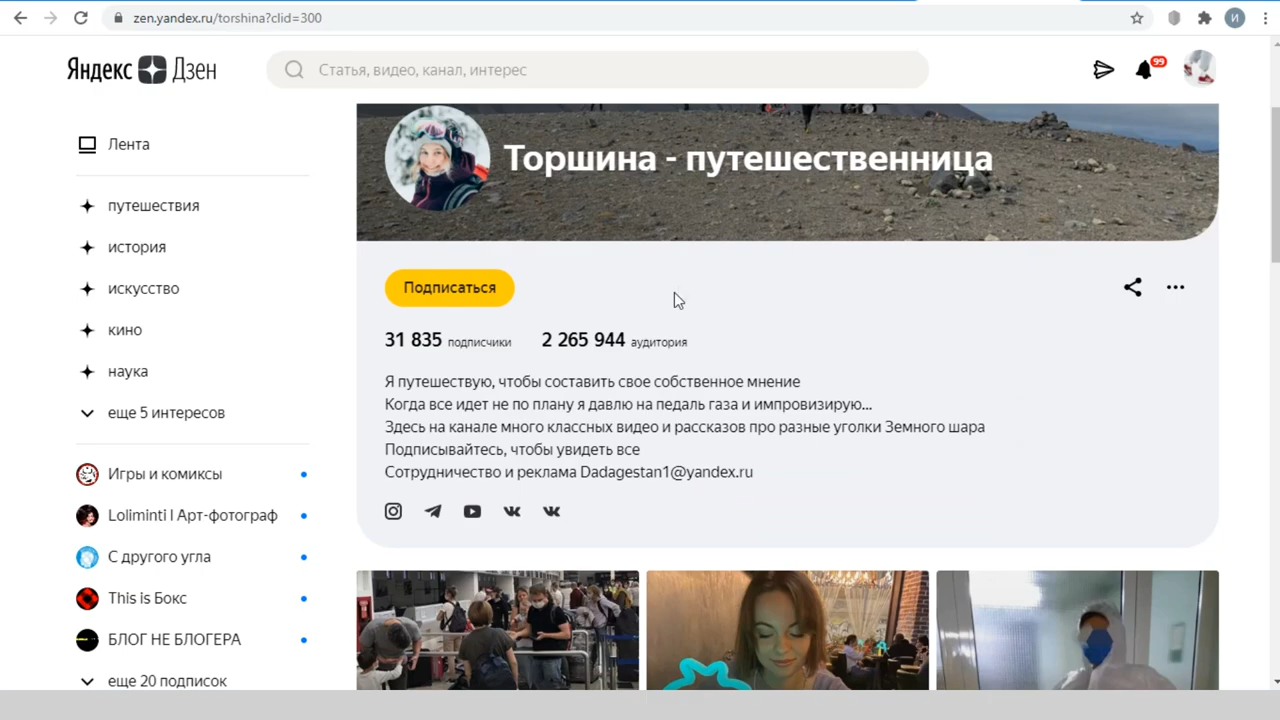 zen.yandex.ru/torshina?clid=300
И
Яндекс Дзен
Статья, видео, канал, интерес
99
Лента
путешествия
история
искусство
кино
наука
еще 5 интересов
Игры и комиксы
Loliminti l Арт-фотограф
С другого угла
This is Бокс
БЛОГ НЕ БЛОГЕРА
еще 20 подписок
Торшина - путешественница
Подписаться
31 835 подписчики 2 265 944 аудитория
Я путешествую, чтобы составить свое собственное мнение
Когда все идет не по плану я давлю на педаль газа и импровизирую...
Здесь на канале много классных видео и рассказов про разные уголки Земного шара
Подписывайтесь, чтобы увидеть все
Сотрудничество и реклама Dadagestan1@yandex.ru